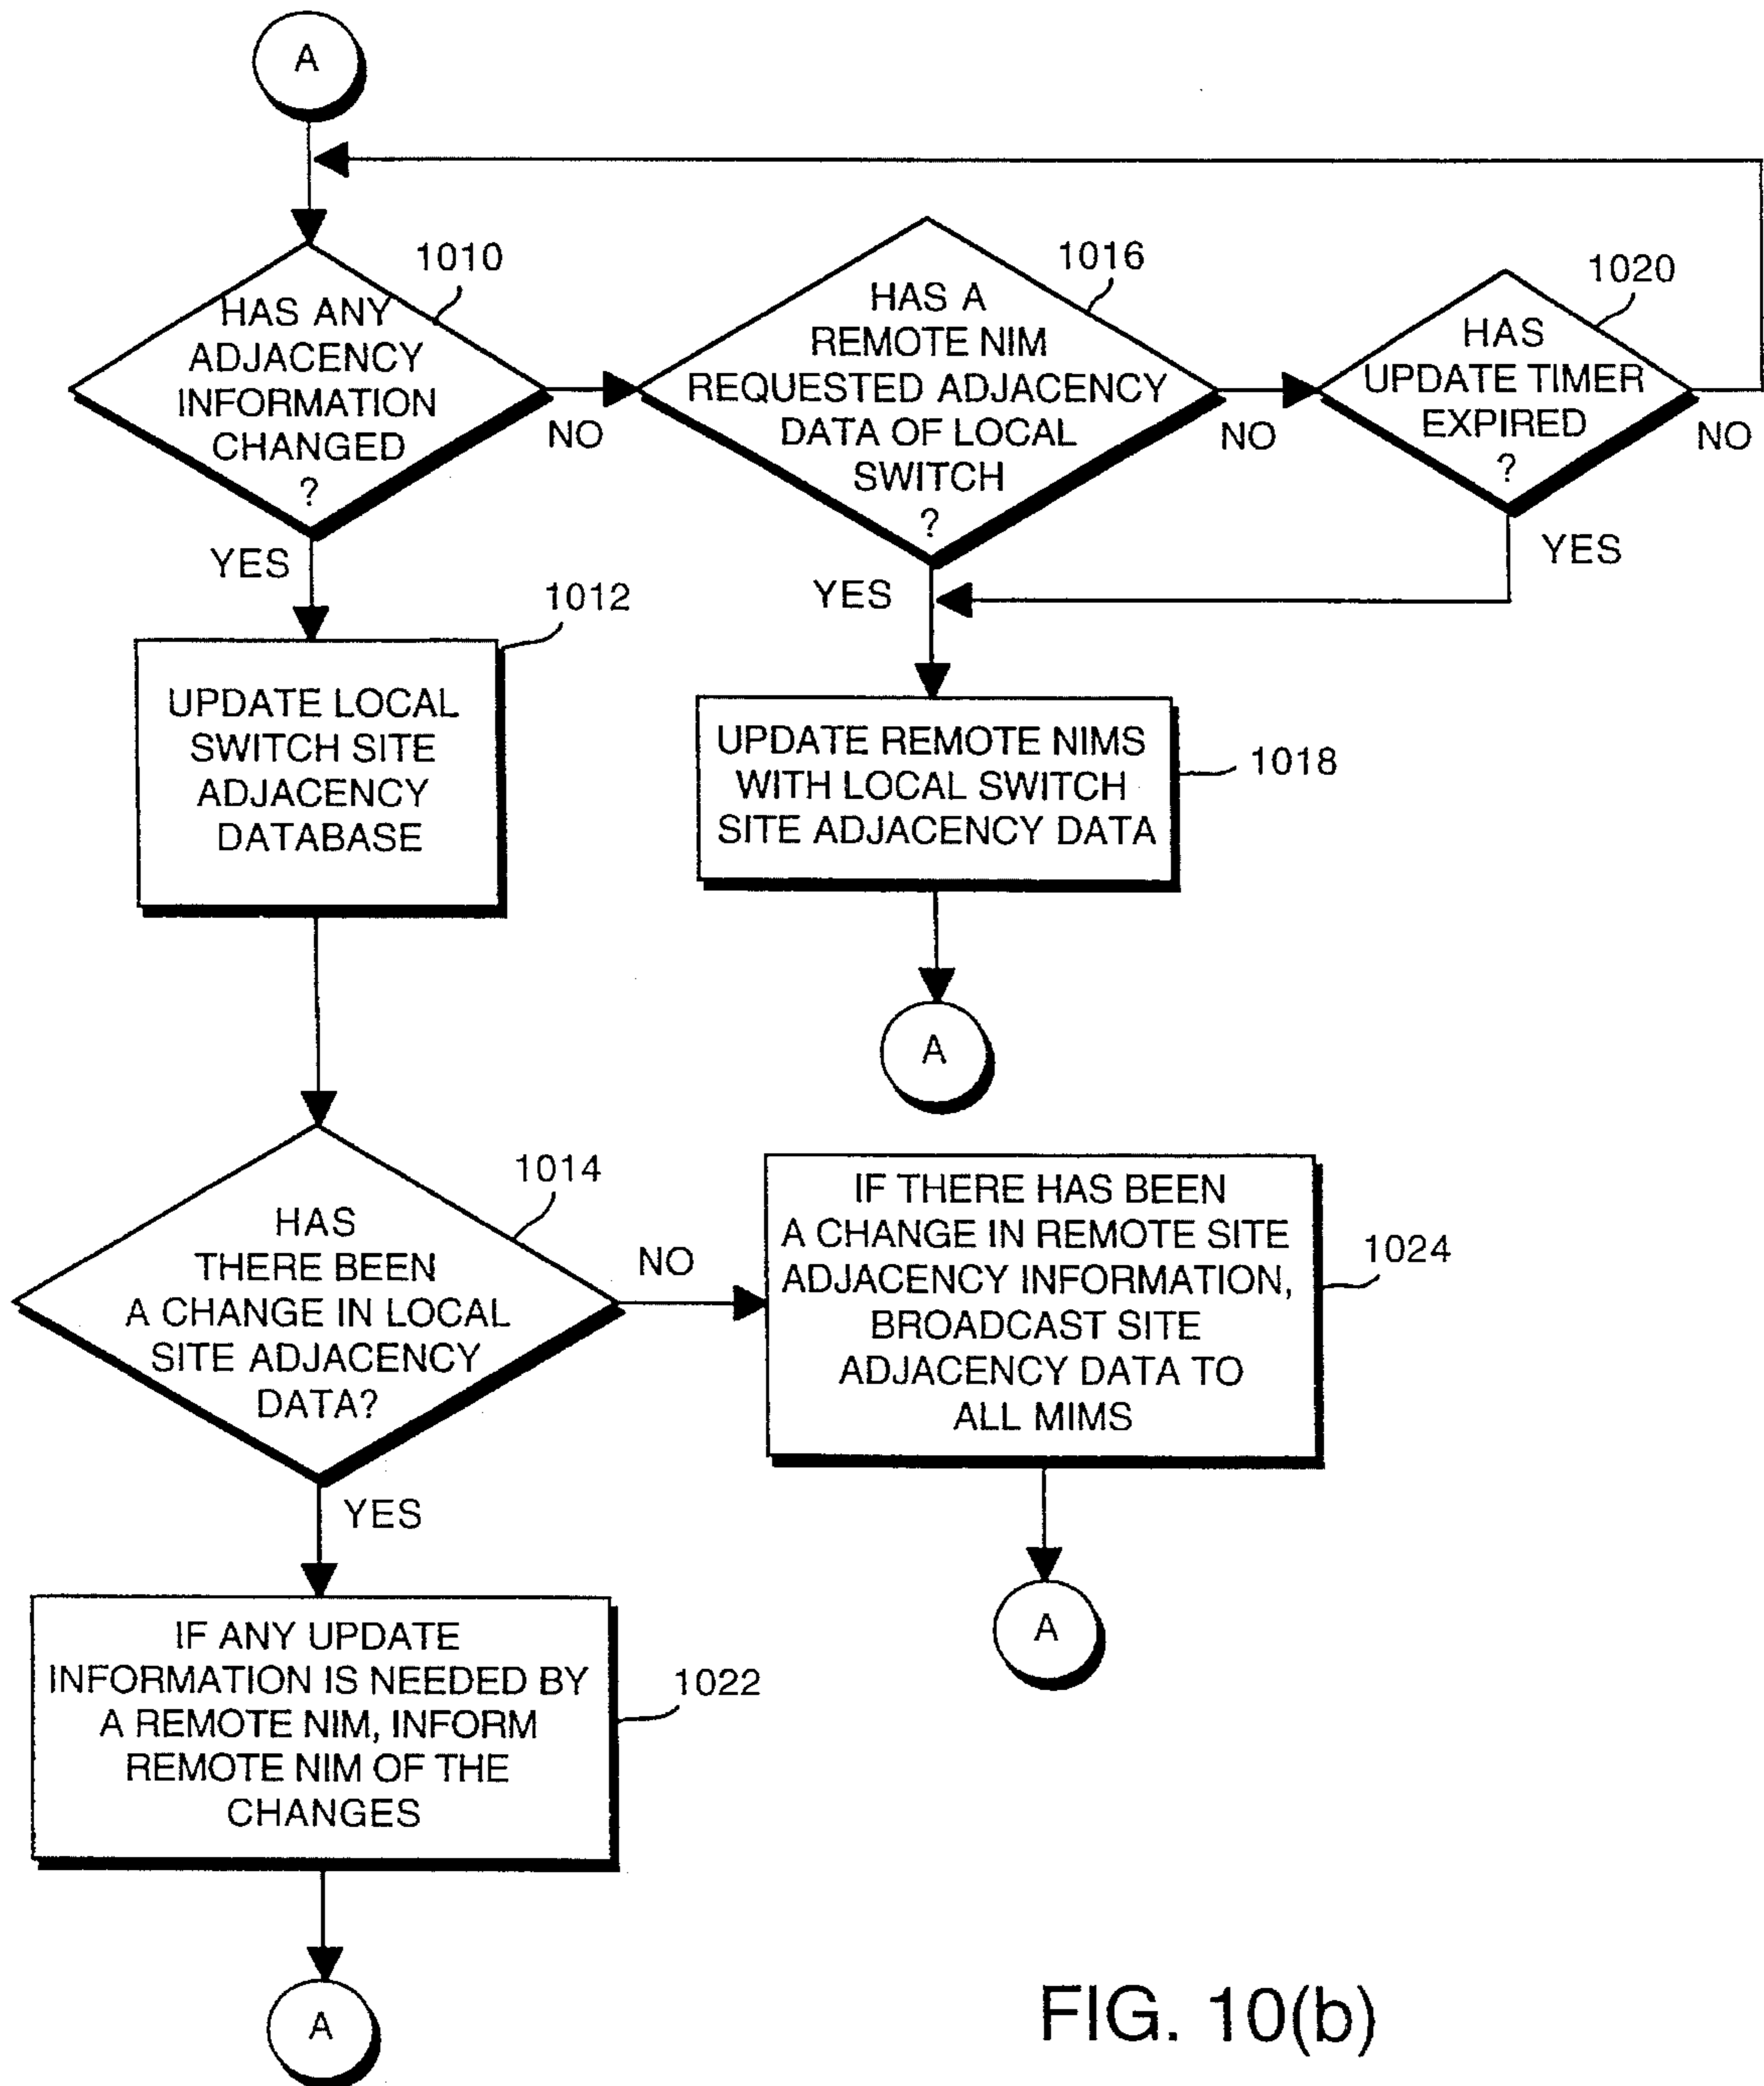 A
1010
HAS ANY
ADJACENCY
INFORMATION
CHANGED
?
NO
YES
1016
HAS A
REMOTE NIM
REQUESTED ADJACENCY
DATA OF LOCAL
SWITCH
?
NO
YES
1020
HAS
UPDATE TIMER
EXPIRED
?
NO
YES
1012
UPDATE LOCAL
SWITCH SITE
ADJACENCY
DATABASE
UPDATE REMOTE NIMS
WITH LOCAL SWITCH
SITE ADJACENCY DATA
1018
A
1014
HAS
THERE BEEN
A CHANGE IN LOCAL
SITE ADJACENCY
DATA?
NO
YES
IF THERE HAS BEEN
A CHANGE IN REMOTE SITE
ADJACENCY INFORMATION,
BROADCAST SITE
ADJACENCY DATA TO
ALL MIMS
1024
A
IF ANY UPDATE
INFORMATION IS NEEDED BY
A REMOTE NIM, INFORM
REMOTE NIM OF THE
CHANGES
1022
A
FIG. 10(b)